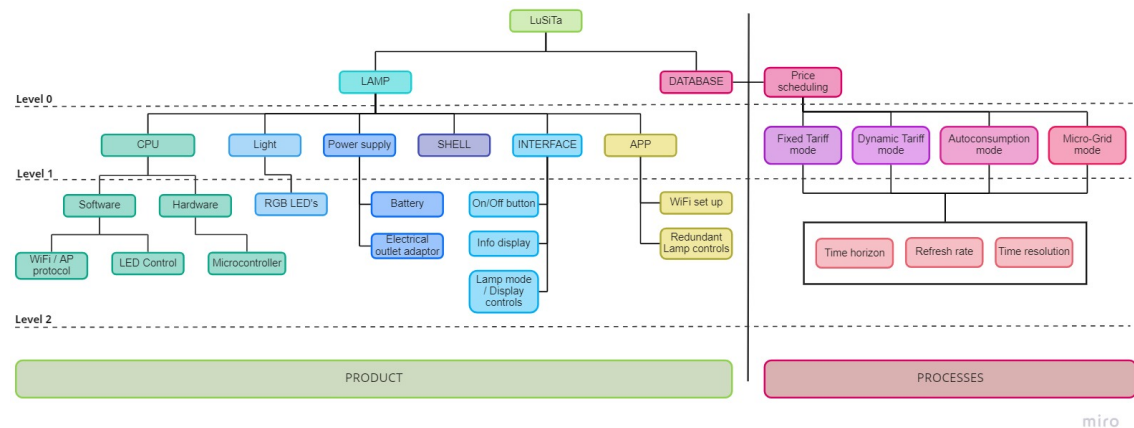 LuSiTa
LAMP
DATABASE
Price
scheduling
Level 0
CPU
Light
Power supply
SHELL
INTERFACE
APP
Fixed Tariff
mode
Dynamic Tariff
mode
Autoconsumption
mode
Micro-Grid
mode
Level 1
Software
Hardware
RGB LED's
Battery
On/Off button
WiFi set up
Electrical
outlet adaptor
Info display
Redundant
Lamp controls
WiFi / AP
protocol
LED Control
Microcontroller
Lamp mode
/ Display
controls
Time horizon
Refresh rate
Time resolution
Level 2
PRODUCT
PROCESSES
miro